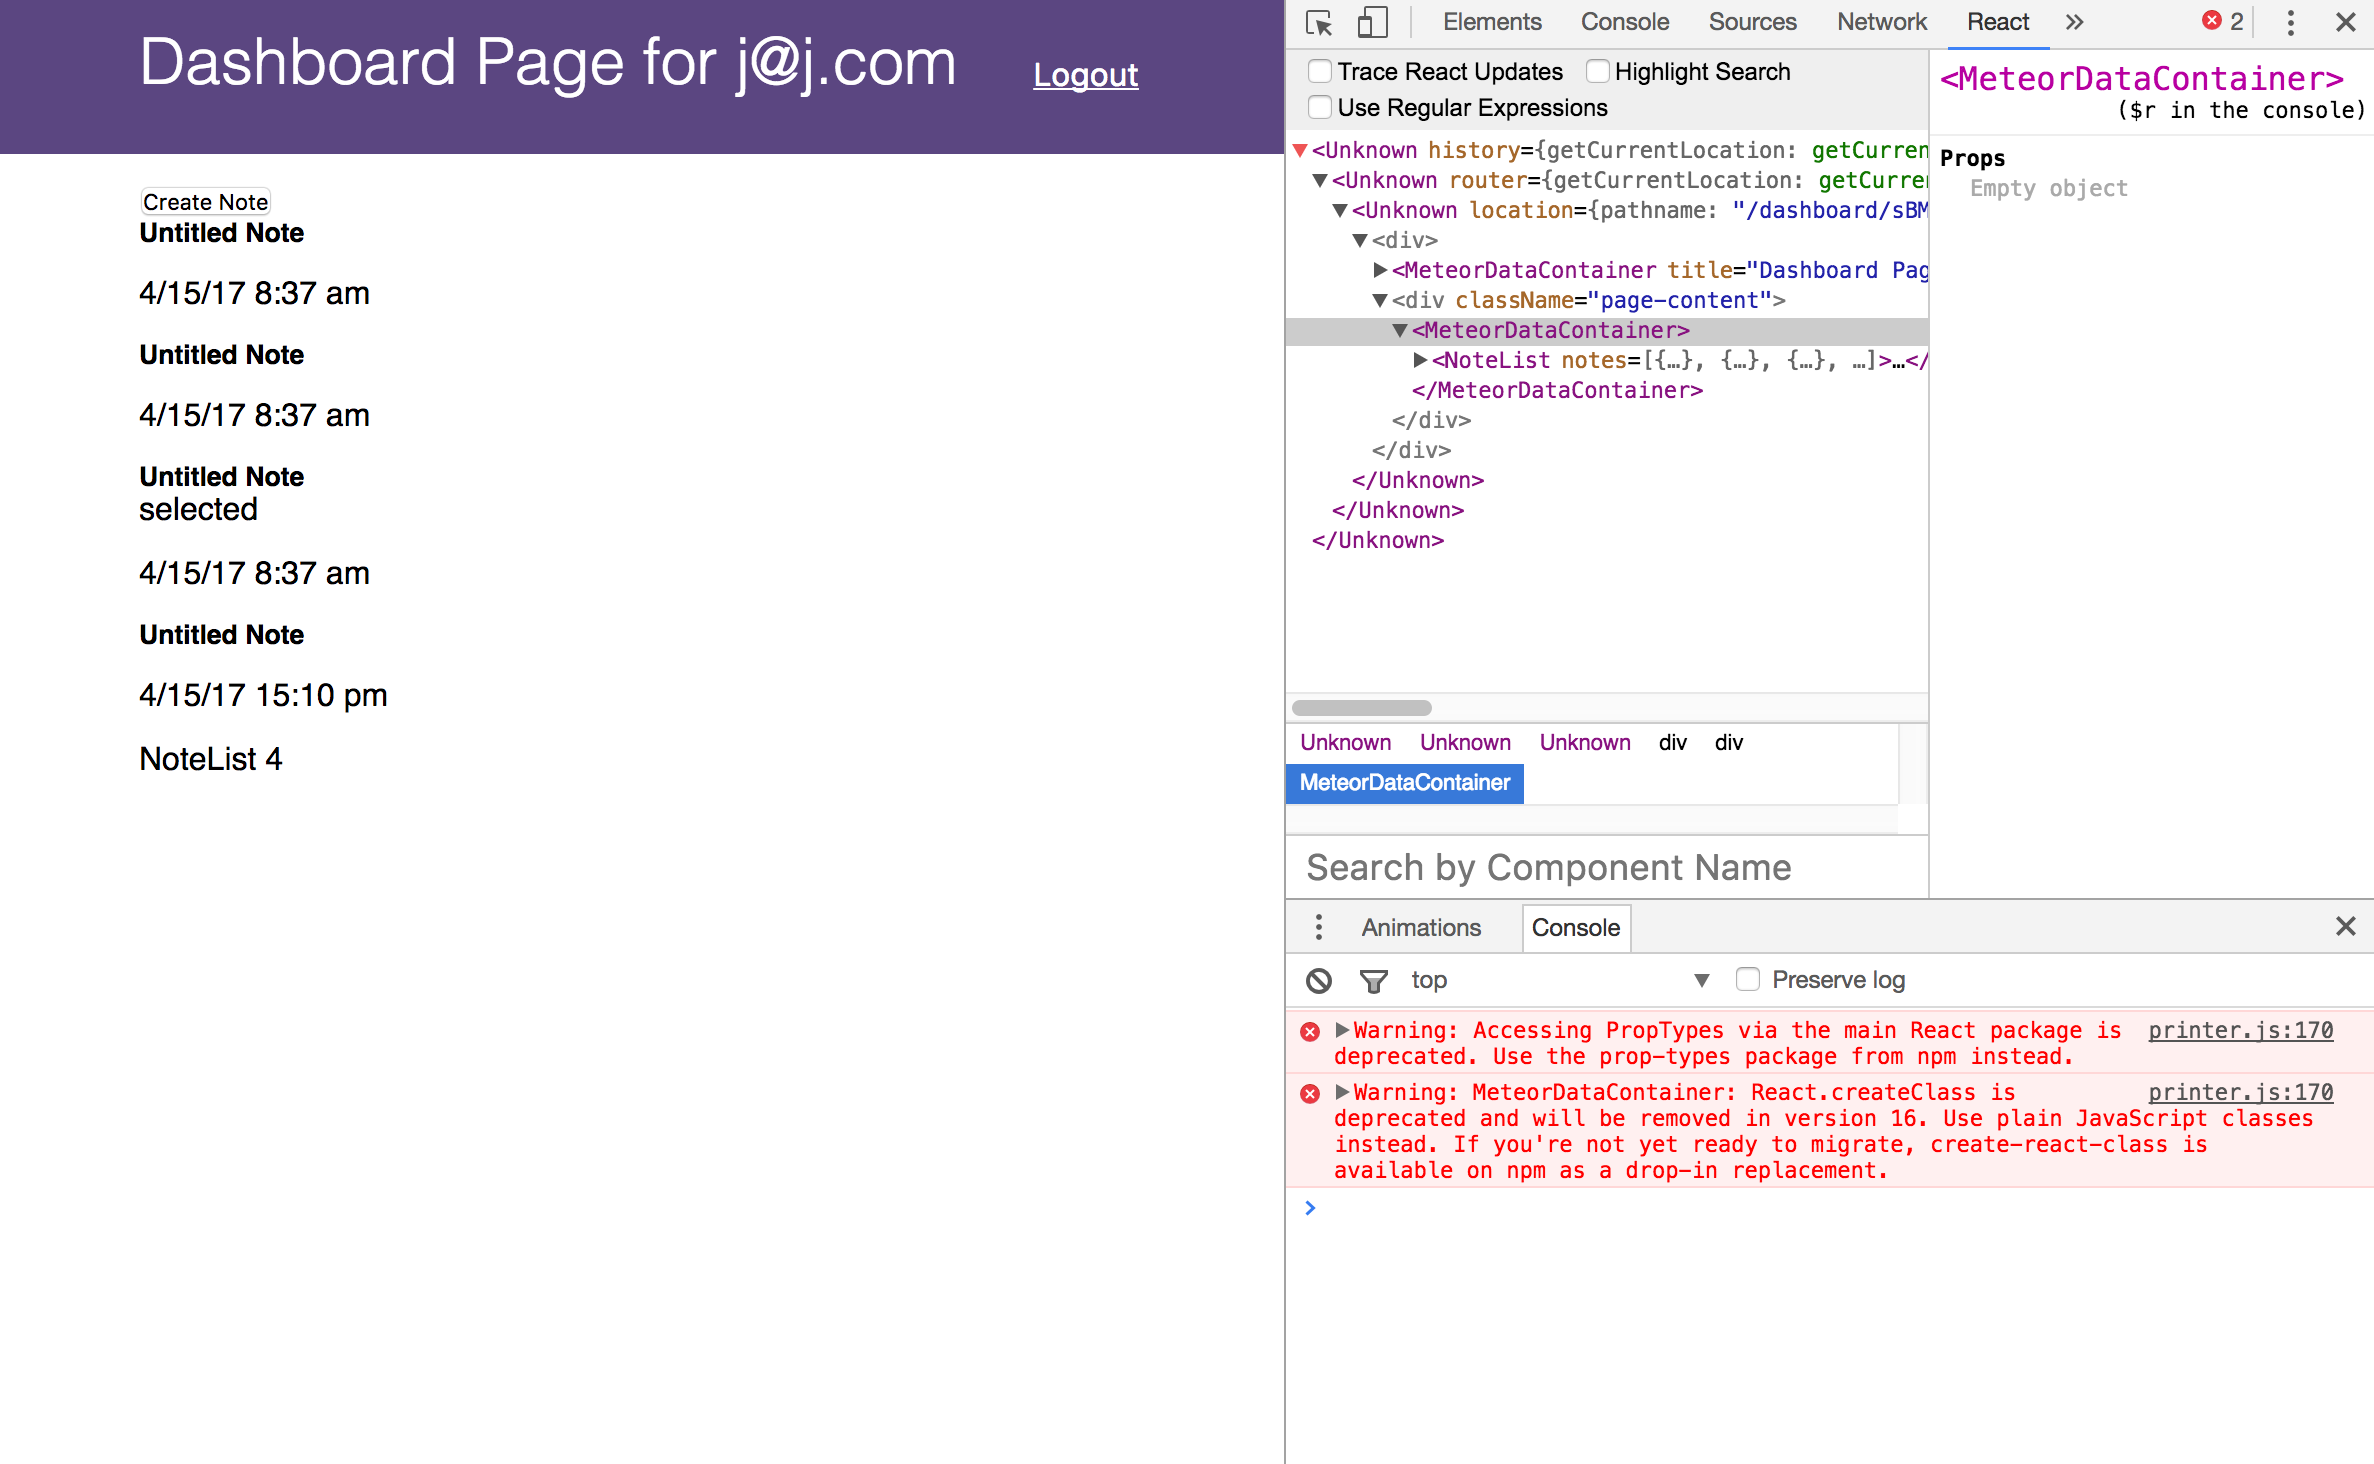 Dashboard Page for j@j.com
Logout
Create Note
Untitled Note
4/15/17 8:37 am
Untitled Note
4/15/17 8:37 am
Untitled Note
selected
4/15/17 8:37 am
Untitled Note
4/15/17 15:10 pm
NoteList 4
Elements Console Sources Network React » 2
Trace React Updates Highlight Search
Use Regular Expressions
<Unknown history={getCurrentLocation: getCurren
<Unknown router={getCurrentLocation: getCurre
<Unknown location={pathname: "/dashboard/sBM
<div>
<MeteorDataContainer title="Dashboard Pag
<div className="page-content">
<MeteorDataContainer>
<NoteList notes=[{…}, {…}, {…}, …]>…</
</MeteorDataContainer>
</div>
</div>
</Unknown>
</Unknown>
</Unknown>
Unknown Unknown Unknown div div
MeteorDataContainer
Search by Component Name
<MeteorDataContainer>
($r in the console)
Props
Empty object
Animations Console
top Preserve log
Warning: Accessing PropTypes via the main React package is printer.js:170
deprecated. Use the prop-types package from npm instead.
Warning: MeteorDataContainer: React.createClass is printer.js:170
deprecated and will be removed in version 16. Use plain JavaScript classes
instead. If you're not yet ready to migrate, create-react-class is
available on npm as a drop-in replacement.